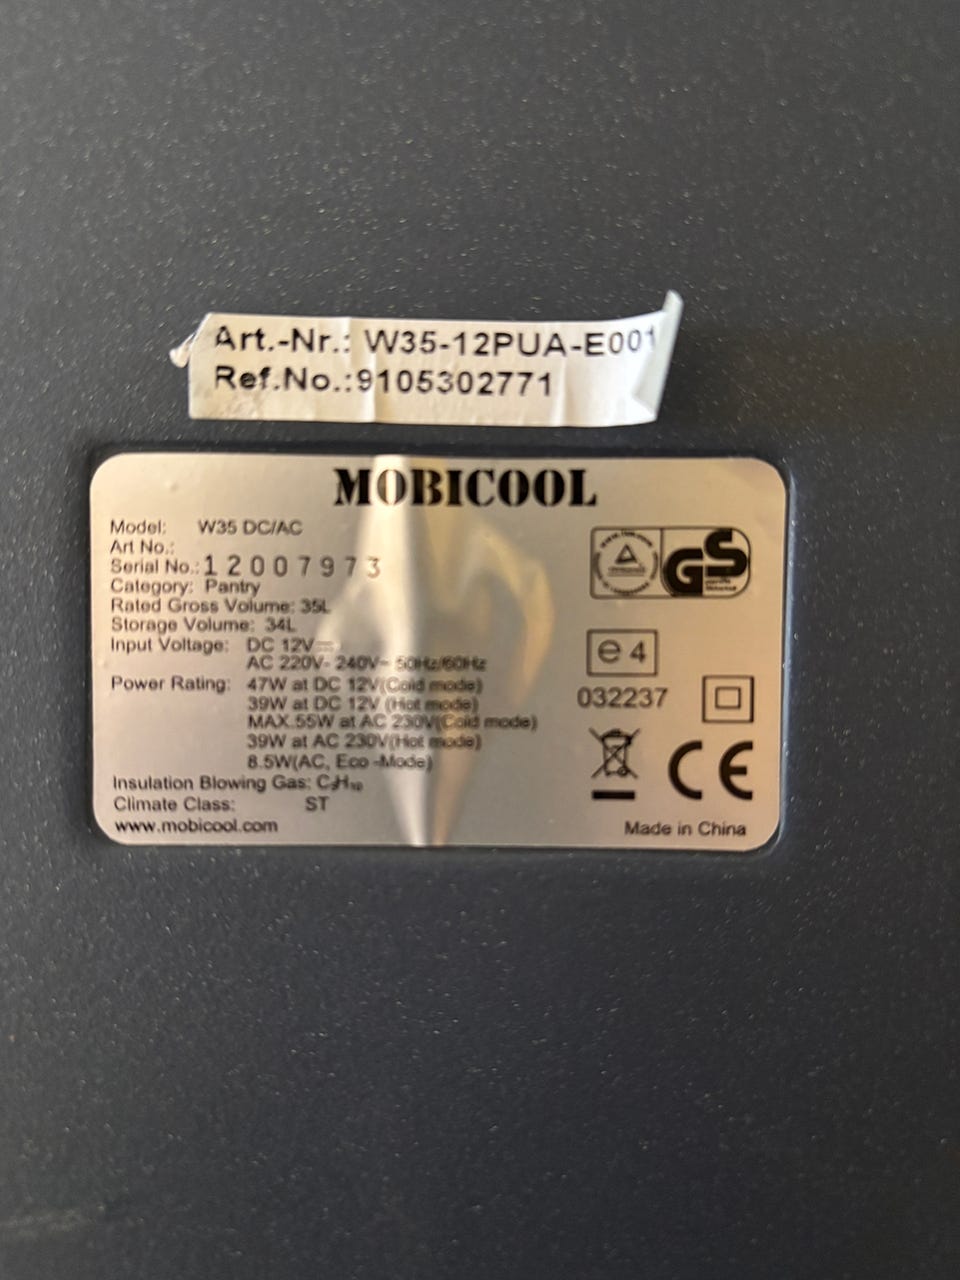 Art.-Nr.: W35-12PUA-E001
Ref.No.:9105302771
MOBICOOL
Model: W35 DC/AC
Art No.:
Serial No.: 12007973
Category: Pantry
Rated Gross Volume: 35L
Storage Volume: 34L
Input Voltage: DC 12V⎓
AC 220V- 240V~ 50Hz/60Hz
Power Rating: 47W at DC 12V(Cold mode)
39W at DC 12V (Hot mode)
MAX.55W at AC 230V(Cold mode)
39W at AC 230V(Hot mode)
8.5W(AC, Eco -Mode)
Insulation Blowing Gas: C₅H₁₀
Climate Class: ST
www.mobicool.com
GS
e 4
032237
CE
Made in China